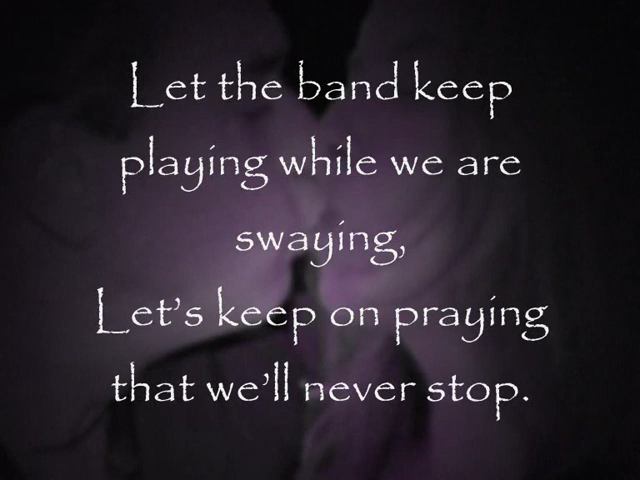 Let the band keep
playing while we are
swaying,
Let's keep on praying
that we'll never stop.